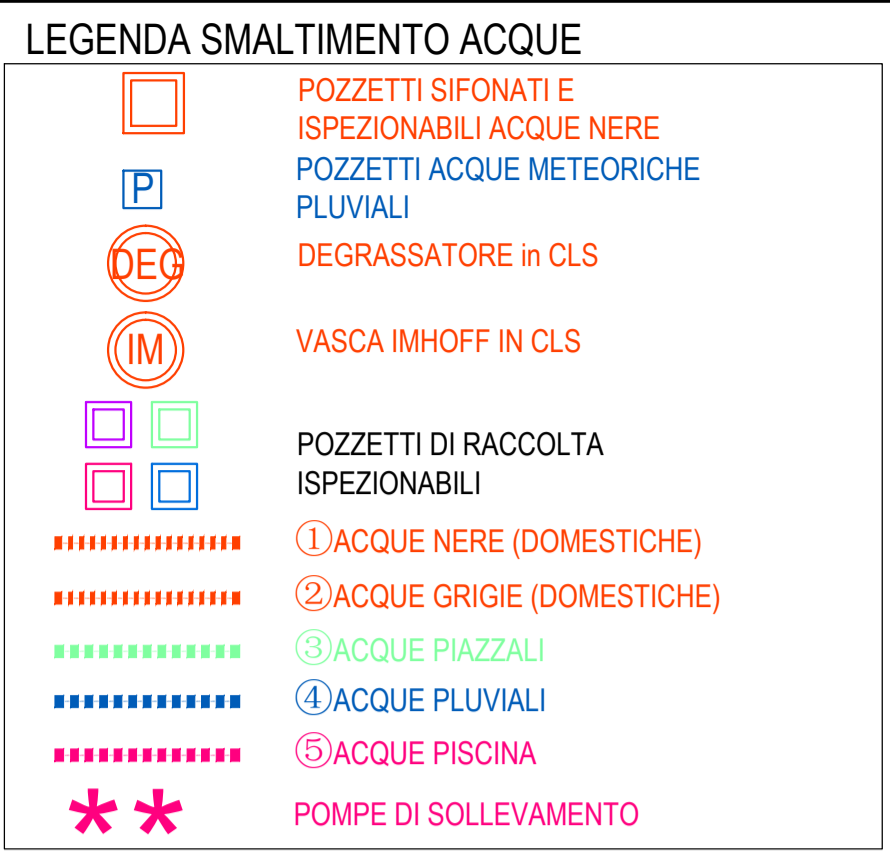 LEGENDA SMALTIMENTO ACQUE
POZZETTI SIFONATI E
ISPEZIONABILI ACQUE NERE
P
POZZETTI ACQUE METEORICHE
PLUVIALI
DEG
DEGRASSATORE in CLS
IM
VASCA IMHOFF IN CLS
POZZETTI DI RACCOLTA
ISPEZIONABILI
①ACQUE NERE (DOMESTICHE)
②ACQUE GRIGIE (DOMESTICHE)
③ACQUE PIAZZALI
④ACQUE PLUVIALI
⑤ACQUE PISCINA
** POMPE DI SOLLEVAMENTO